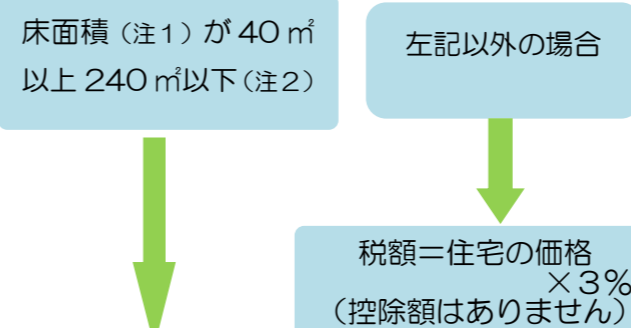 床面積（注１）が40㎡
以上240㎡以下（注２）
左記以外の場合
税額＝住宅の価格
×３％
（控除額はありません）